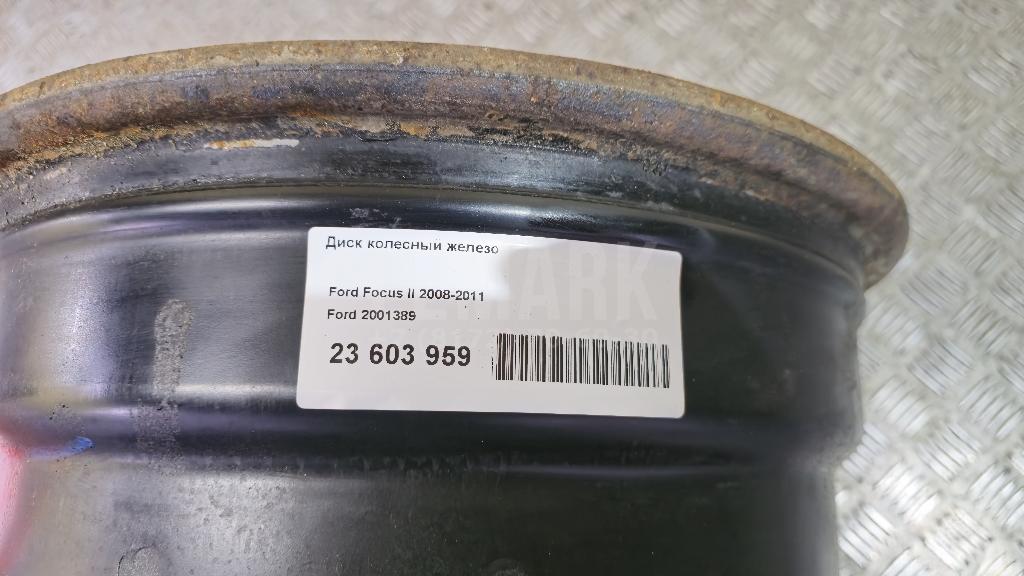 Диск колесный железо
Ford Focus II 2008-2011
Ford 2001389
23 603 959